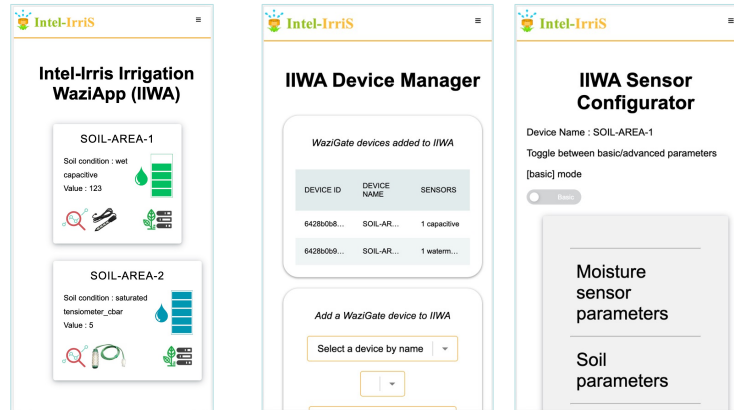 Intel-IrriS
Intel-Irris Irrigation
WaziApp (IIWA)
SOIL-AREA-1
Soil condition : wet
capacitive
Value : 123
SOIL-AREA-2
Soil condition : saturated
tensiometer_cbar
Value : 5
Intel-IrriS
IIWA Device Manager
WaziGate devices added to IIWA
DEVICE ID DEVICE NAME SENSORS
6428b0b8... SOIL-AR... 1 capacitive
6428b0b9... SOIL-AR... 1 waterm...
Add a WaziGate device to IIWA
Select a device by name
Intel-IrriS
IIWA Sensor
Configurator
Device Name : SOIL-AREA-1
Toggle between basic/advanced parameters
[basic] mode
Basic
Moisture
sensor
parameters
Soil
parameters